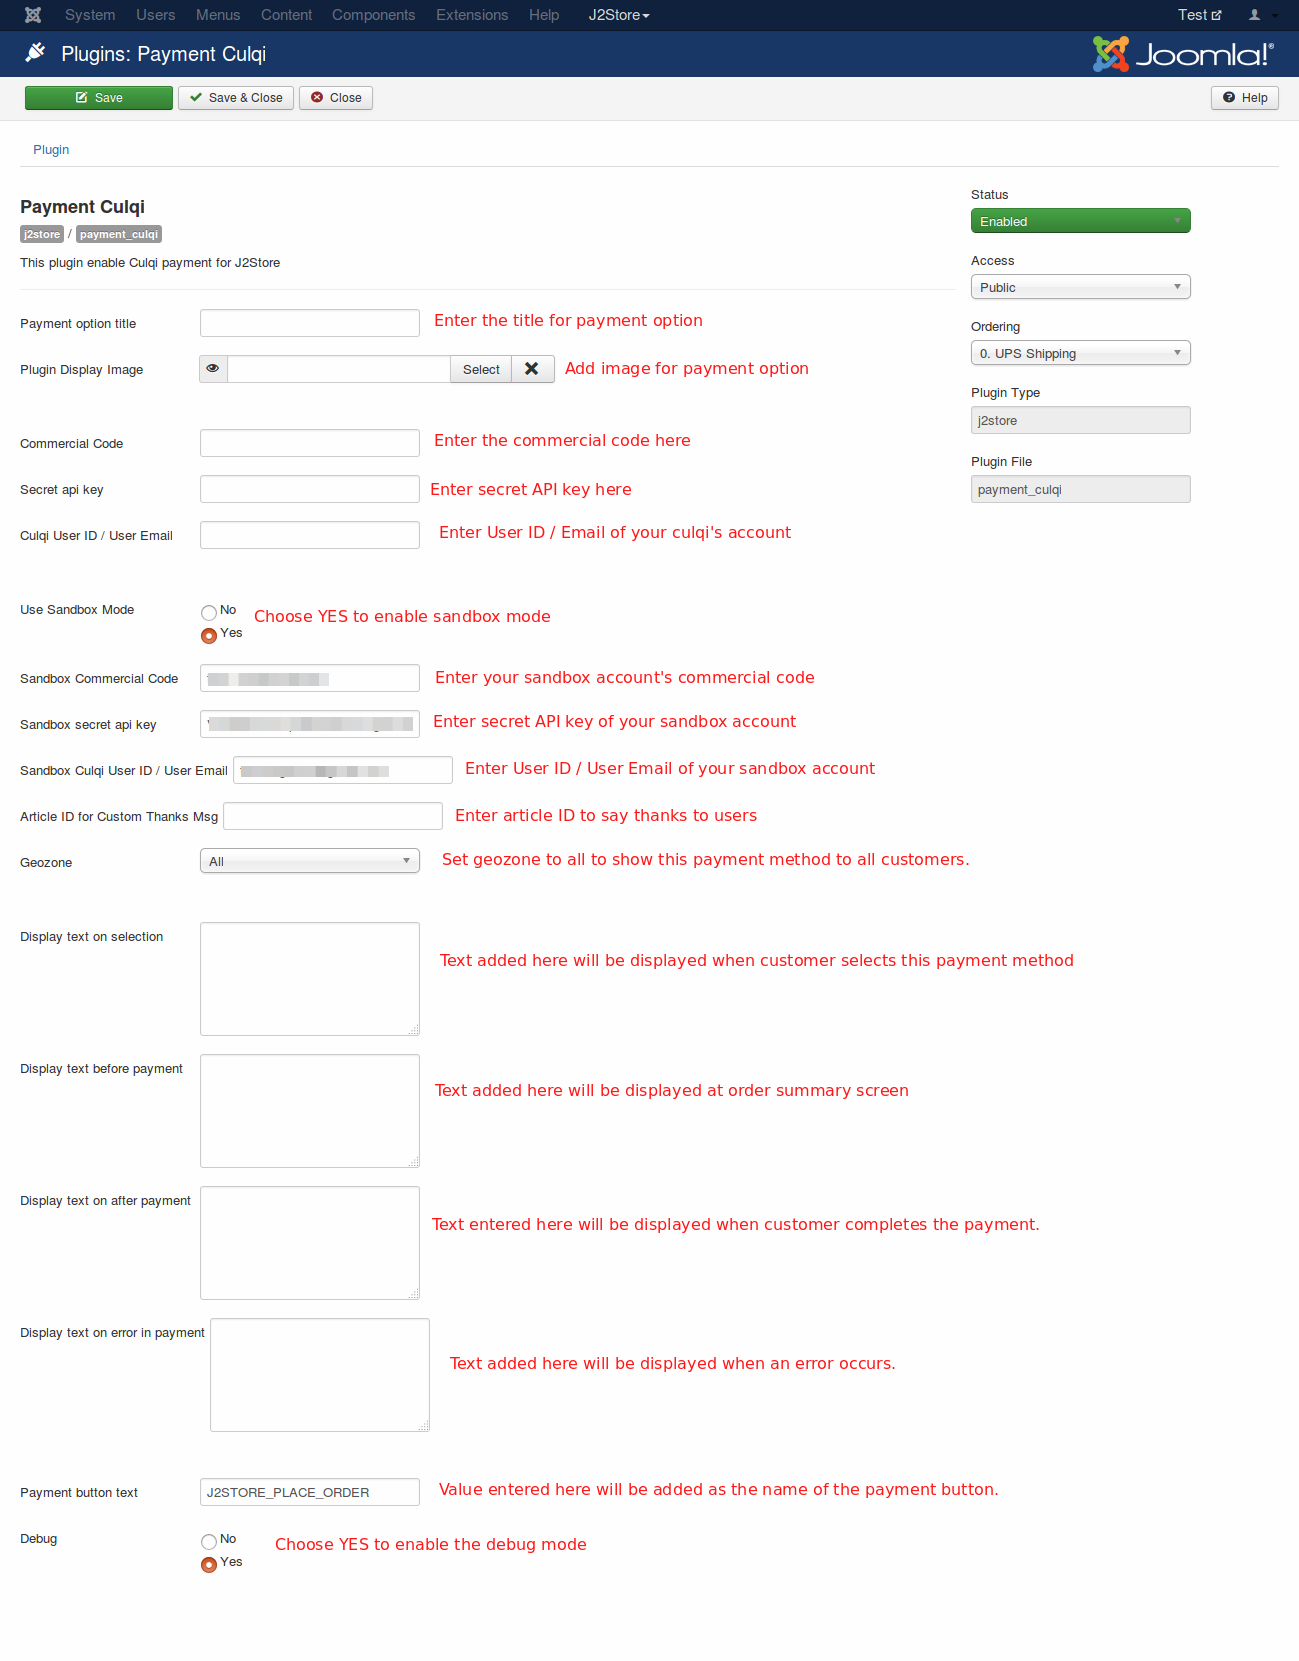 System Users Menus Content Components Extensions Help J2Store Test
Plugins: Payment Culqi
Joomla!®
Save Save & Close Close Help
Plugin
Payment Culqi
j2store / payment_culqi
This plugin enable Culqi payment for J2Store
Status
Enabled
Access
Public
Ordering
0. UPS Shipping
Plugin Type
j2store
Plugin File
payment_culqi
Payment option title Enter the title for payment option
Plugin Display Image Select Add image for payment option
Commercial Code Enter the commercial code here
Secret api key Enter secret API key here
Culqi User ID / User Email Enter User ID / Email of your culqi's account
Use Sandbox Mode No Choose YES to enable sandbox mode
Yes
Sandbox Commercial Code Enter your sandbox account's commercial code
Sandbox secret api key Enter secret API key of your sandbox account
Sandbox Culqi User ID / User Email Enter User ID / User Email of your sandbox account
Article ID for Custom Thanks Msg Enter article ID to say thanks to users
Geozone All Set geozone to all to show this payment method to all customers.
Display text on selection Text added here will be displayed when customer selects this payment method
Display text before payment Text added here will be displayed at order summary screen
Display text on after payment Text entered here will be displayed when customer completes the payment.
Display text on error in payment Text added here will be displayed when an error occurs.
Payment button text J2STORE_PLACE_ORDER Value entered here will be added as the name of the payment button.
Debug No Choose YES to enable the debug mode
Yes